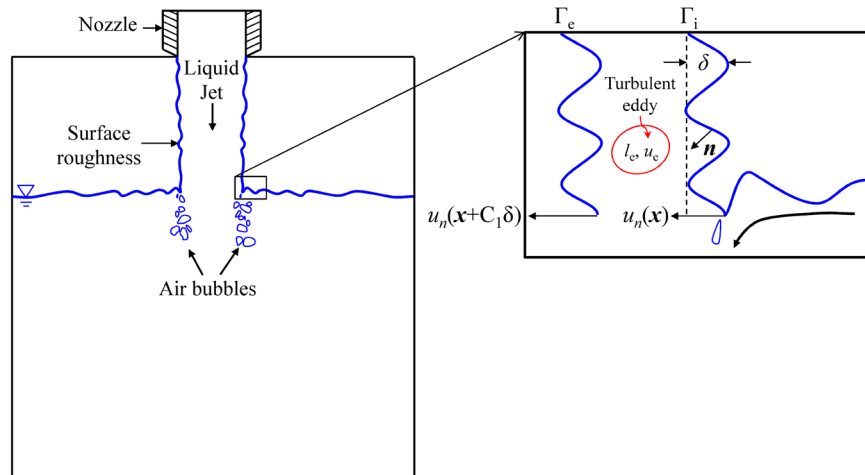 Nozzle
Liquid
Jet
Surface
roughness
Air bubbles
Γe
Γi
δ
Turbulent
eddy
le, ue
n
un(x+C1δ)
un(x)